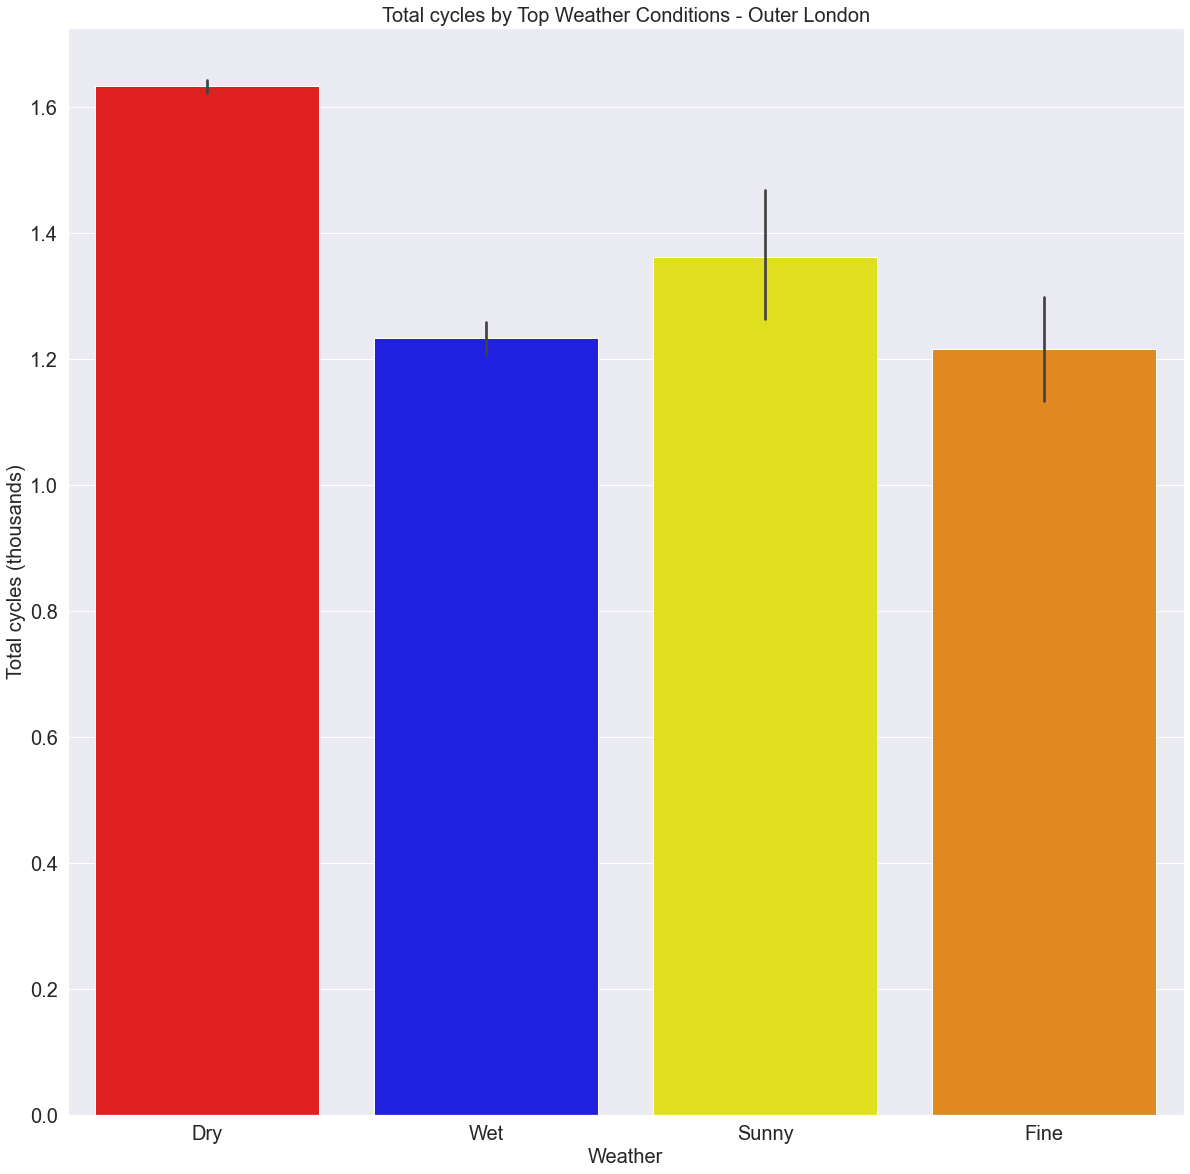 Total cycles by Top Weather Conditions - Outer London
Total cycles (thousands)
1.6
1.4
1.2
1.0
0.8
0.6
0.4
0.2
0.0
Dry Wet Sunny Fine
Weather